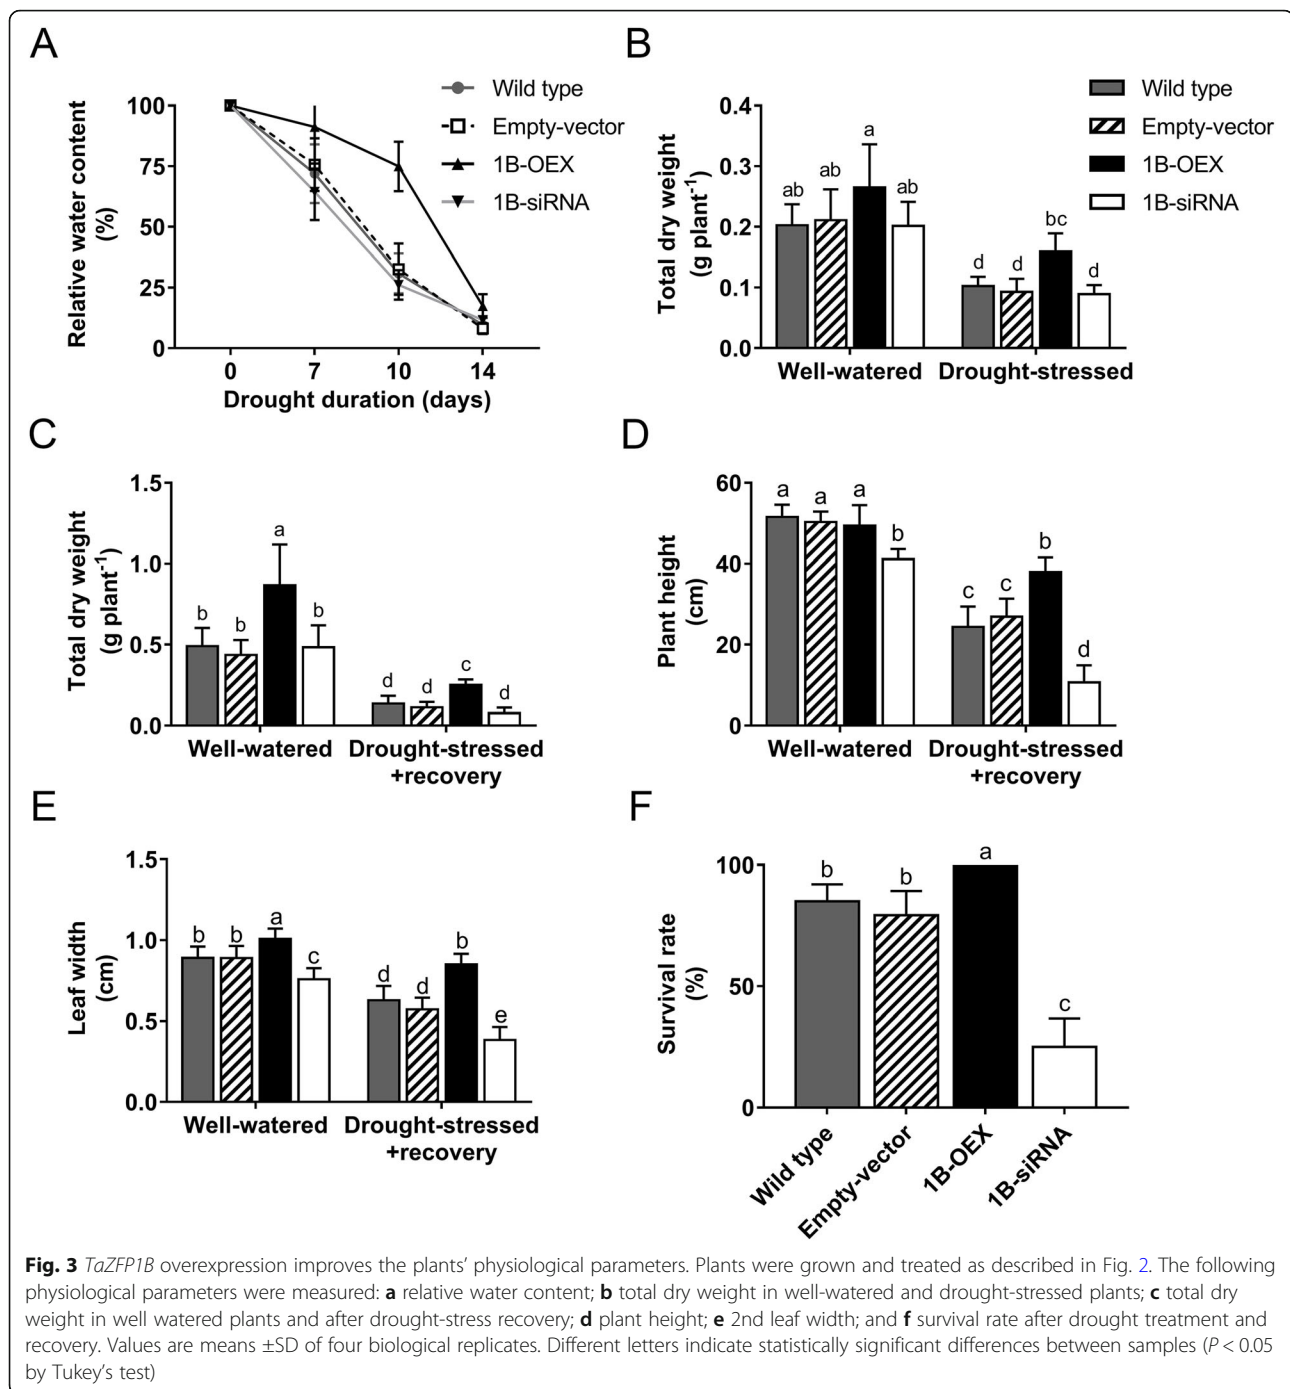 A
Wild type
Empty-vector
1B-OEX
1B-siRNA
Relative water content
(%)
100
75
50
25
0
0 7 10 14
Drought duration (days)
B
Wild type
Empty-vector
1B-OEX
1B-siRNA
Total dry weight
(g plant-1)
0.4
0.3
0.2
0.1
0.0
ab ab a ab
d d bc d
Well-watered Drought-stressed
C
Total dry weight
(g plant-1)
1.5
1.0
0.5
0.0
b b a b
d d c d
Well-watered Drought-stressed
+recovery
D
Plant height
(cm)
60
40
20
0
a a a b
c c b d
Well-watered Drought-stressed
+recovery
E
Leaf width
(cm)
1.5
1.0
0.5
0.0
b b a c
d d b e
Well-watered Drought-stressed
+recovery
F
Survival rate
(%)
100
50
0
b b a c
Wild type
Empty-vector
1B-OEX
1B-siRNA
Fig. 3 TaZFP1B overexpression improves the plants' physiological parameters. Plants were grown and treated as described in Fig. 2. The following
physiological parameters were measured: a relative water content; b total dry weight in well-watered and drought-stressed plants; c total dry
weight in well watered plants and after drought-stress recovery; d plant height; e 2nd leaf width; and f survival rate after drought treatment and
recovery. Values are means ±SD of four biological replicates. Different letters indicate statistically significant differences between samples (P < 0.05
by Tukey's test)